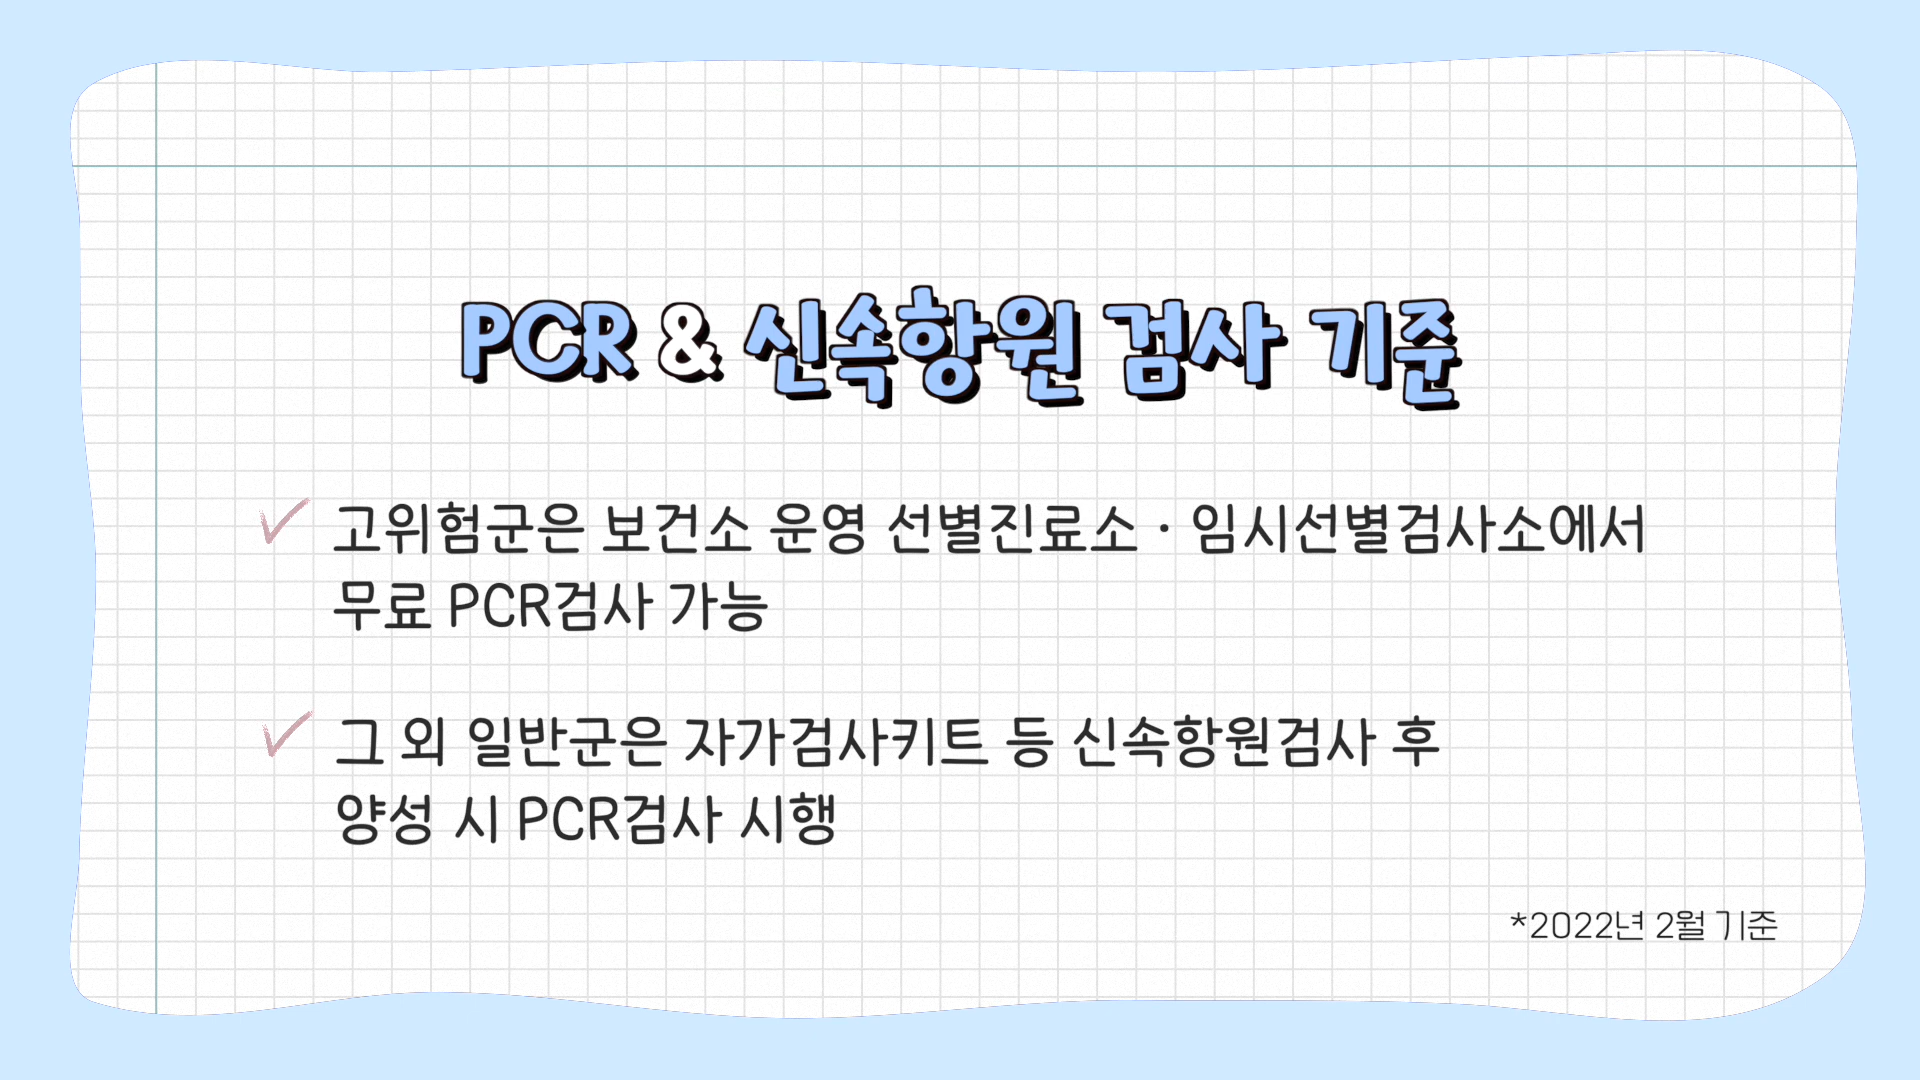 PCR & 신속항원 검사 기준
고위험군은 보건소 운영 선별진료소 · 임시선별검사소에서
무료 PCR검사 가능
그 외 일반군은 자가검사키트 등 신속항원검사 후
양성 시 PCR검사 시행
*2022년 2월 기준